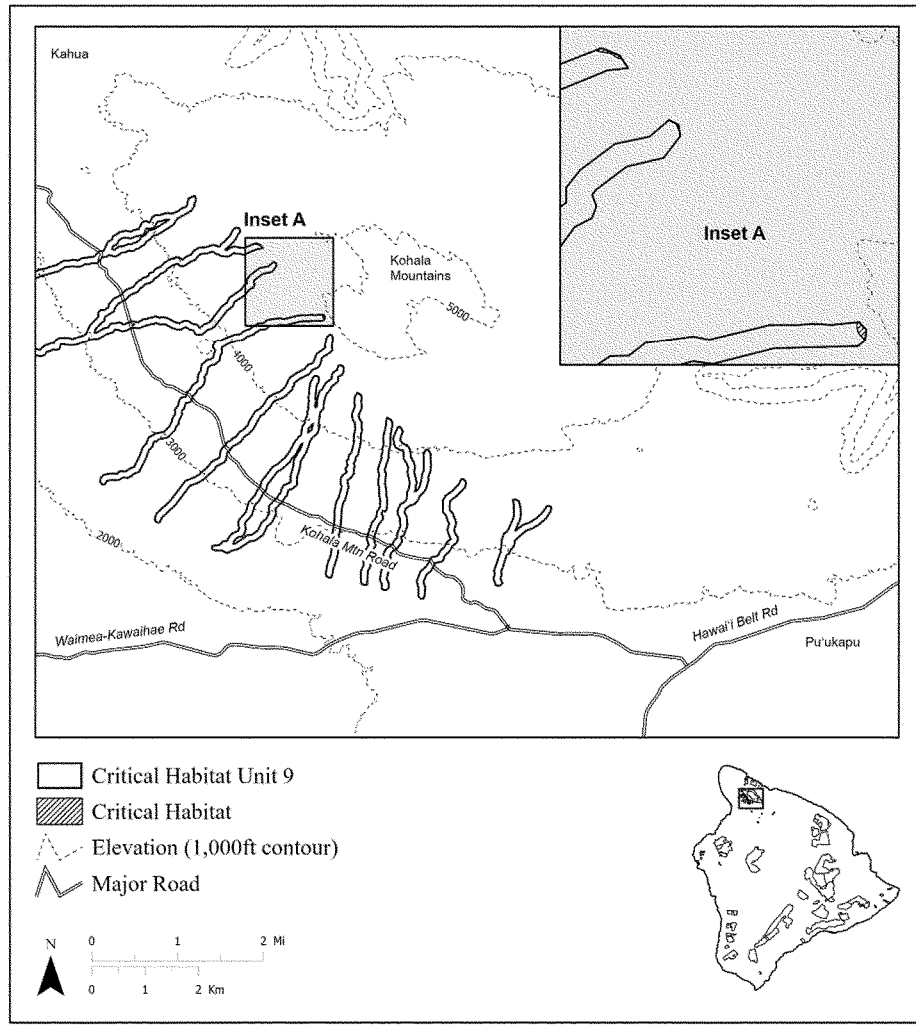 Kahua
Inset A
Inset A
Kohala
Mountains
5000
4000
3000
2000
Kohala Mtn Road
Waimea-Kawaihae Rd
Hawai'i Belt Rd
Pu'ukapu
Critical Habitat Unit 9
Critical Habitat
Elevation (1,000ft contour)
Major Road
N
0 1 2 Mi
0 1 2 Km